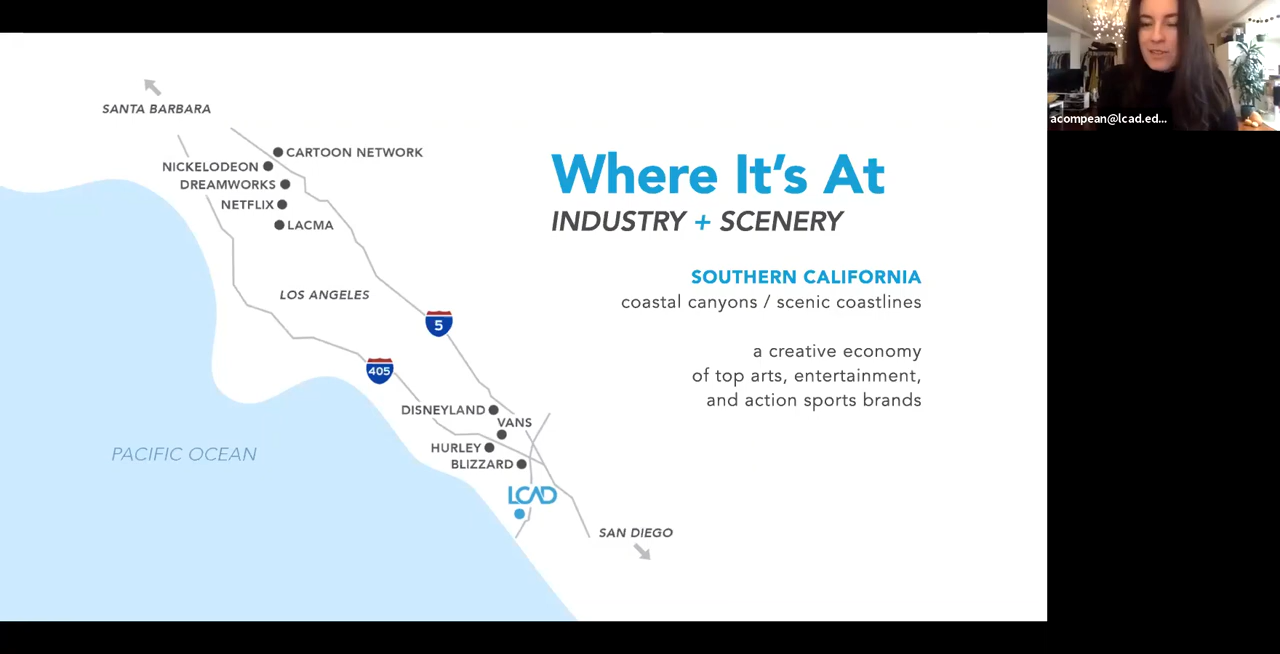 SANTA BARBARA
CARTOON NETWORK
NICKELODEON
DREAMWORKS
NETFLIX
LACMA
LOS ANGELES
5
405
DISNEYLAND
VANS
HURLEY
BLIZZARD
LCAD
SAN DIEGO
PACIFIC OCEAN
Where It's At
INDUSTRY + SCENERY
SOUTHERN CALIFORNIA
coastal canyons / scenic coastlines
a creative economy
of top arts, entertainment,
and action sports brands
acompean@lcad.ed...